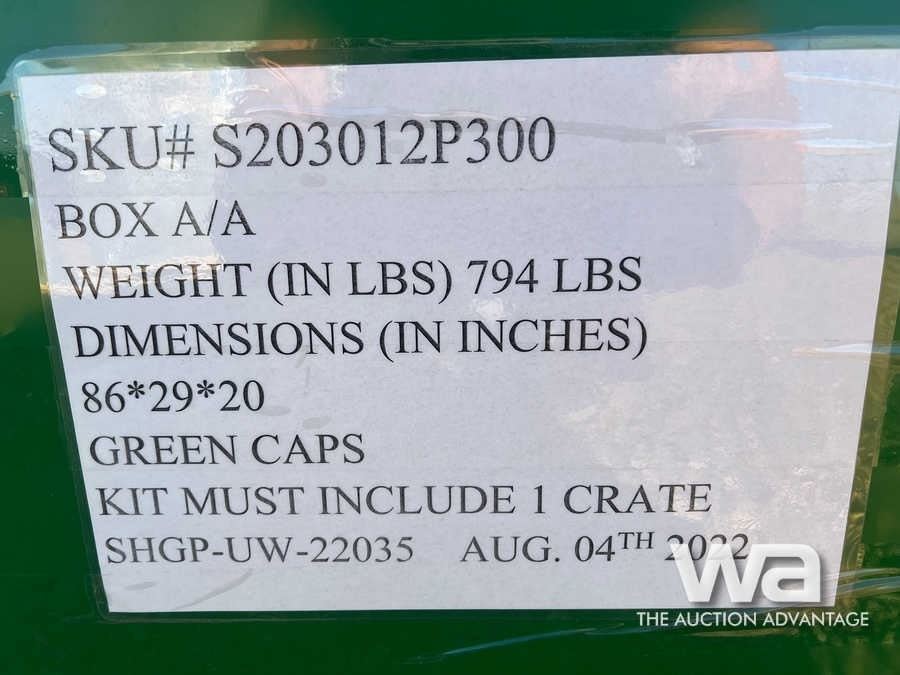 SKU# S203012P300
BOX A/A
WEIGHT (IN LBS) 794 LBS
DIMENSIONS (IN INCHES)
86*29*20
GREEN CAPS
KIT MUST INCLUDE 1 CRATE
SHGP-UW-22035 AUG. 04TH 2022
wa
THE AUCTION ADVANTAGE